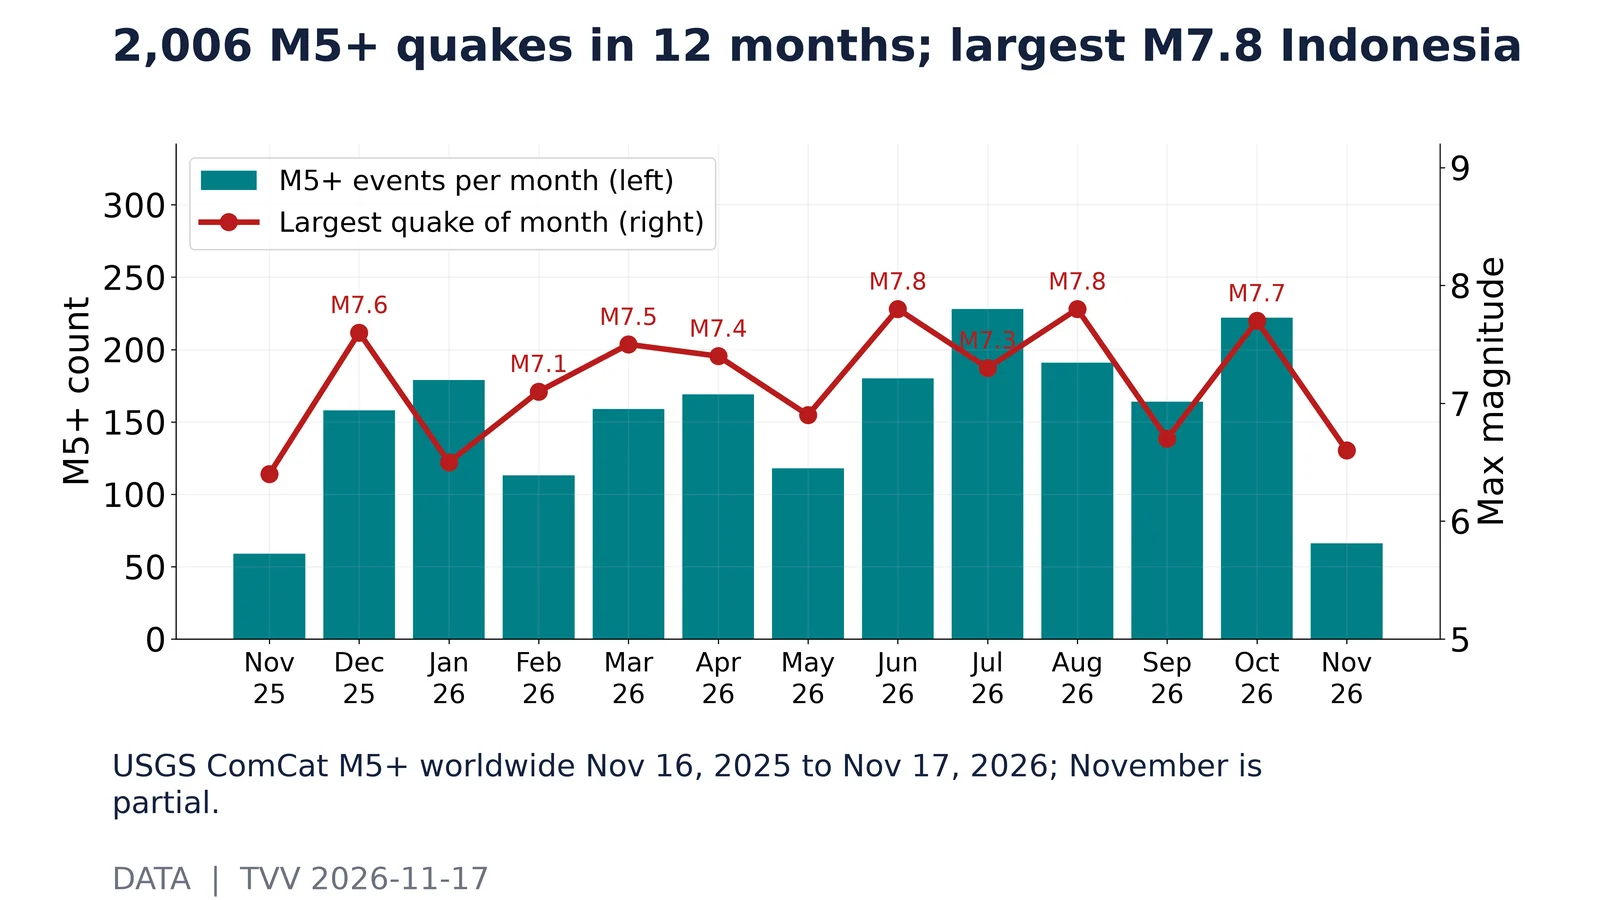 2,006 M5+ quakes in 12 months; largest M7.8 Indonesia
M5+ events per month (left)
Largest quake of month (right)
M5+ count
300
250
200
150
100
50
0
M7.6
M7.1
M7.5
M7.4
M7.8
M7.3
M7.8
M7.7
9
8
7
6
5
Max magnitude
Nov Dec Jan Feb Mar Apr May Jun Jul Aug Sep Oct Nov
25 25 26 26 26 26 26 26 26 26 26 26 26
USGS ComCat M5+ worldwide Nov 16, 2025 to Nov 17, 2026; November is
partial.
DATA | TVV 2026-11-17